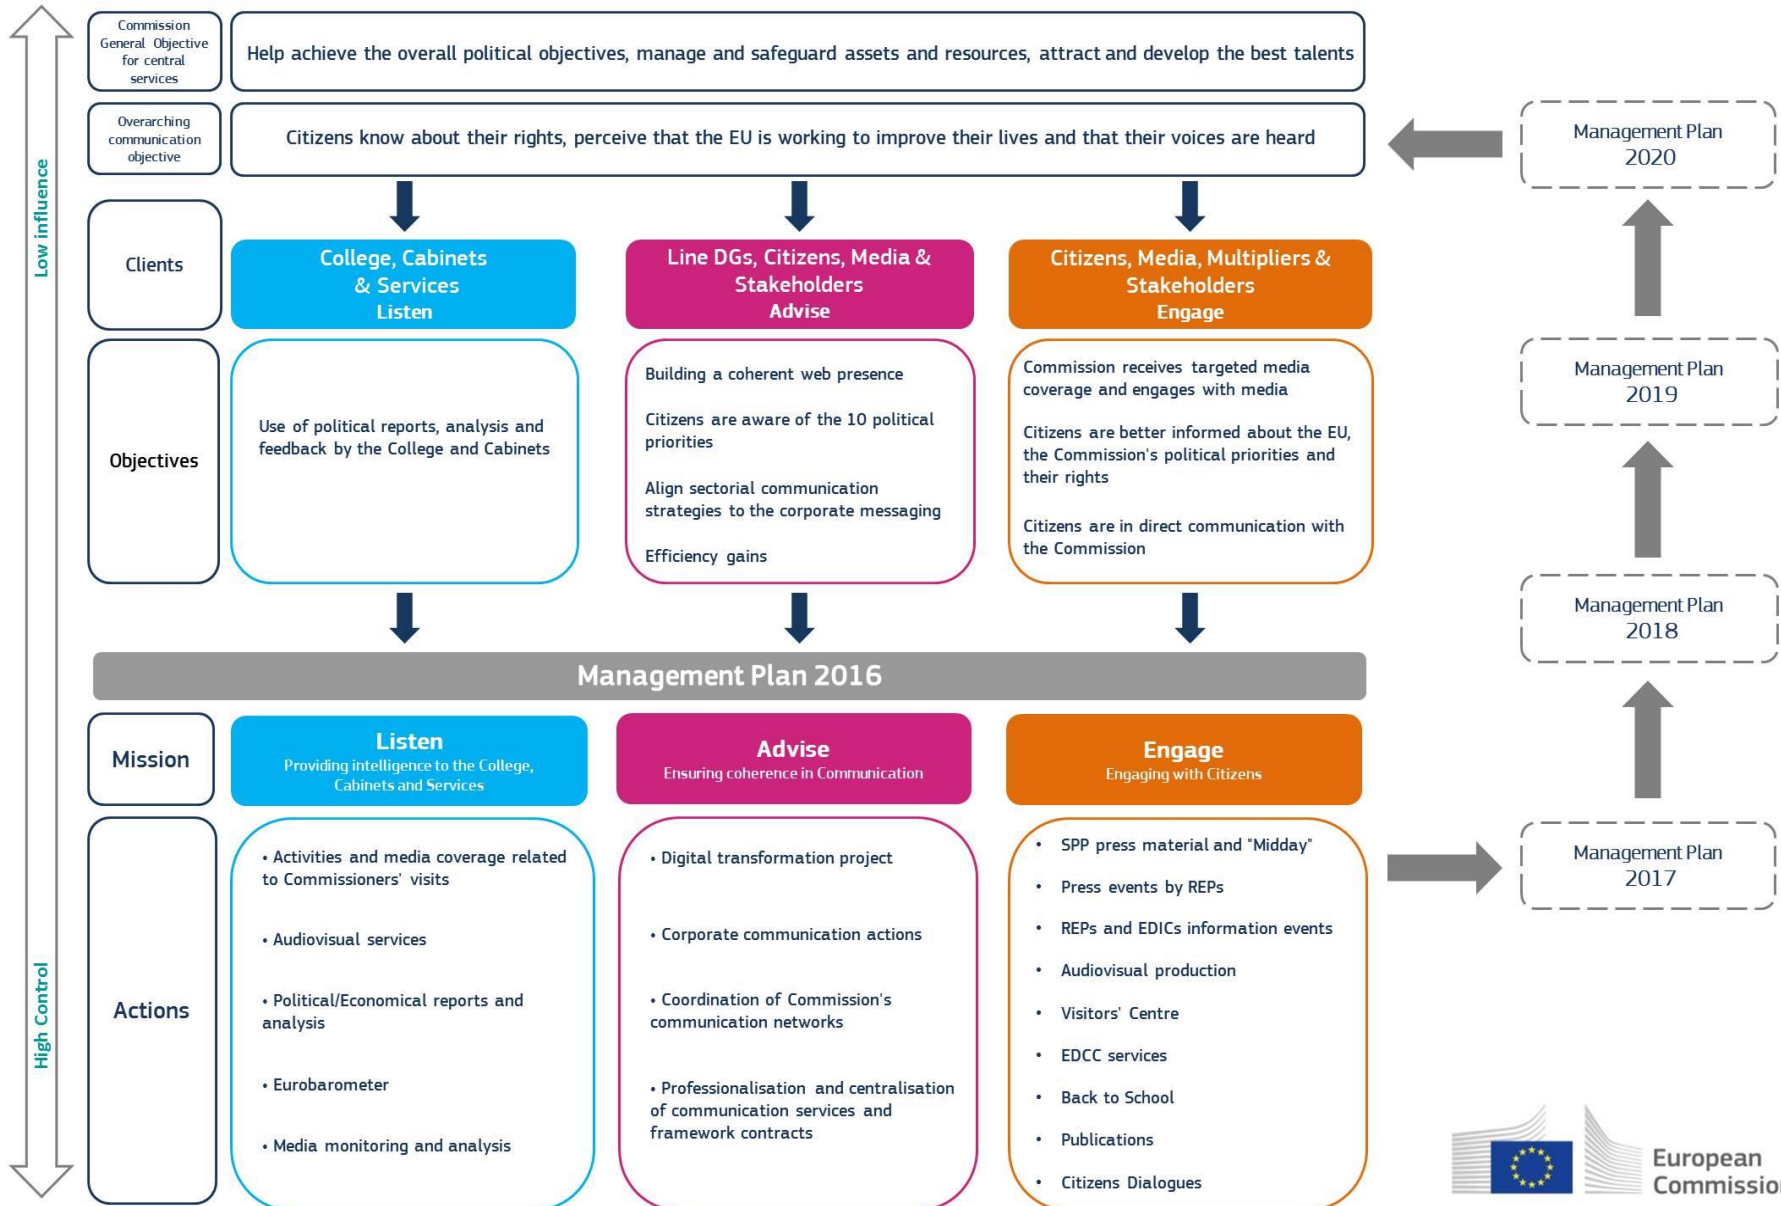 Commission
General Objective
for central
services
Help achieve the overall political objectives, manage and safeguard assets and resources, attract and develop the best talents
Overarching
communication
objective
Citizens know about their rights, perceive that the EU is working to improve their lives and that their voices are heard
Low influence
Clients
College, Cabinets
& Services
Listen
Line DGs, Citizens, Media &
Stakeholders
Advise
Citizens, Media, Multipliers &
Stakeholders
Engage
Objectives
Use of political reports, analysis and
feedback by the College and Cabinets
Building a coherent web presence
Citizens are aware of the 10 political
priorities
Align sectorial communication
strategies to the corporate messaging
Efficiency gains
Commission receives targeted media
coverage and engages with media
Citizens are better informed about the EU,
the Commission's political priorities and
their rights
Citizens are in direct communication with
the Commission
Management Plan 2016
Mission
Listen
Providing intelligence to the College,
Cabinets and Services
Advise
Ensuring coherence in Communication
Engage
Engaging with Citizens
High Control
Actions
• Activities and media coverage related
to Commissioners' visits
• Audiovisual services
• Political/Economical reports and
analysis
• Eurobarometer
• Media monitoring and analysis
• Digital transformation project
• Corporate communication actions
• Coordination of Commission's
communication networks
• Professionalisation and centralisation
of communication services and
framework contracts
• SPP press material and "Midday"
• Press events by REPs
• REPs and EDICs information events
• Audiovisual production
• Visitors' Centre
• EDCC services
• Back to School
• Publications
• Citizens Dialogues
Management Plan
2020
Management Plan
2019
Management Plan
2018
Management Plan
2017
European
Commission